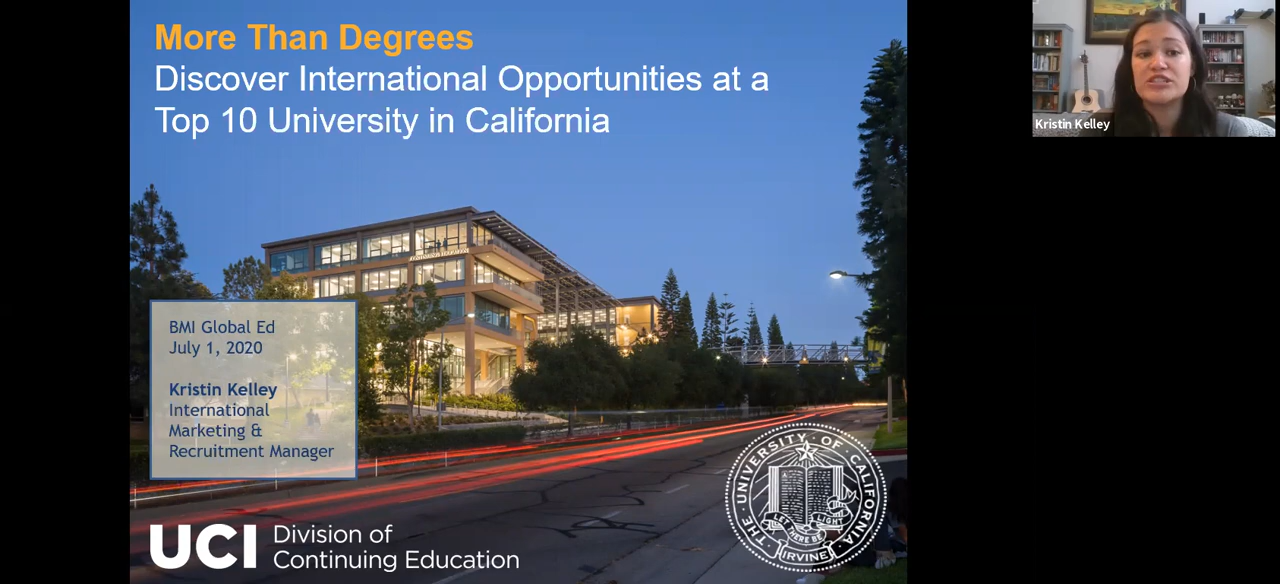 More Than Degrees
Discover International Opportunities at a
Top 10 University in California
Kristin Kelley
BMI Global Ed
July 1, 2020
Kristin Kelley
International
Marketing &
Recruitment Manager
THE UNIVERSITY OF CALIFORNIA
LET THERE BE LIGHT
IRVINE
UCI Division of
Continuing Education